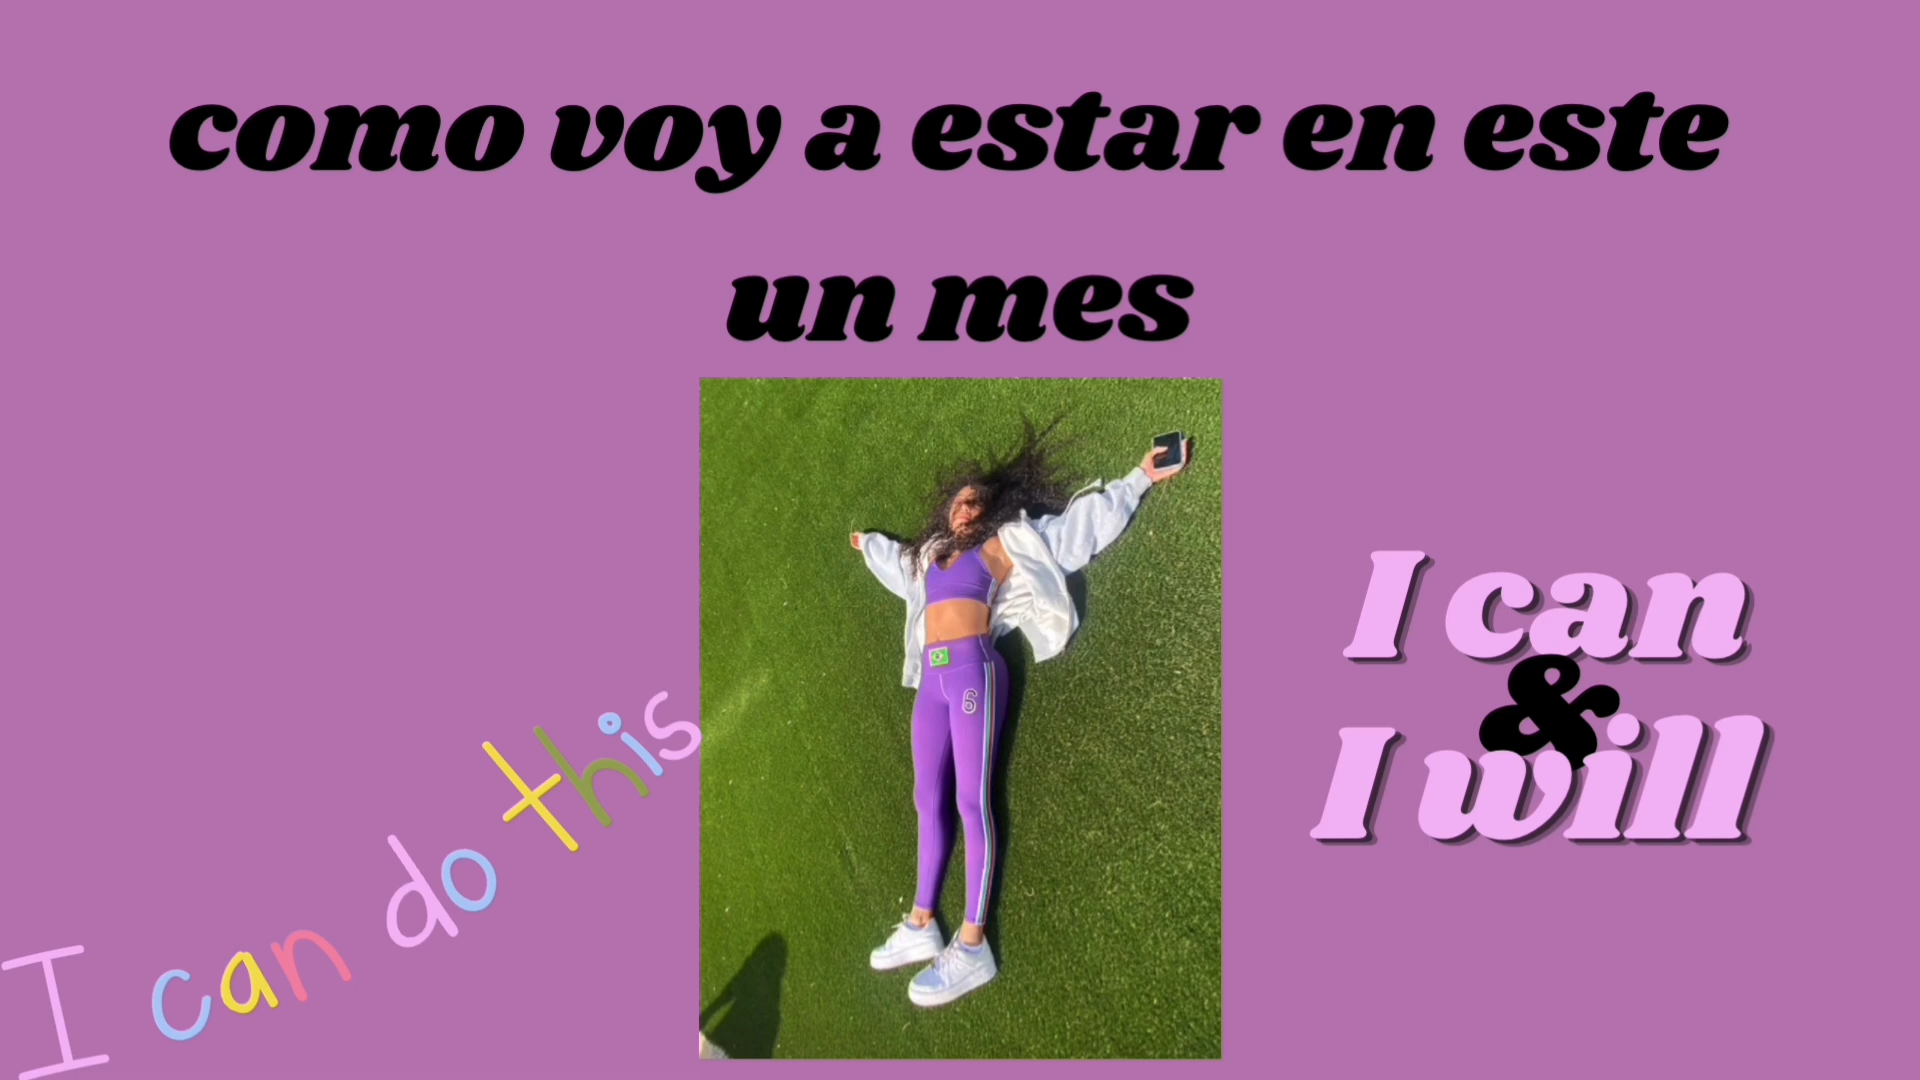 como voy a estar en este
un mes
I can
&
I will
I can do this
6